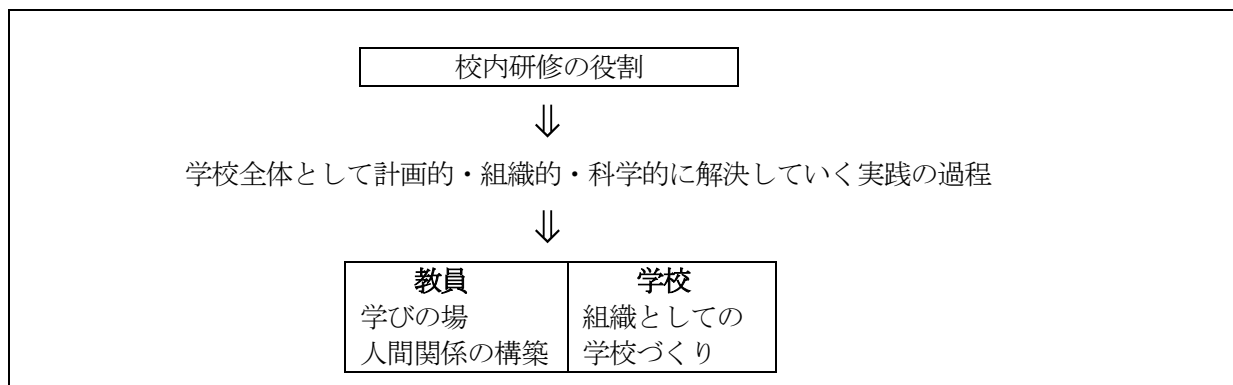 校内研修の役割
⇓
学校全体として計画的・組織的・科学的に解決していく実践の過程
⇓
教員
学びの場
人間関係の構築
学校
組織としての
学校づくり